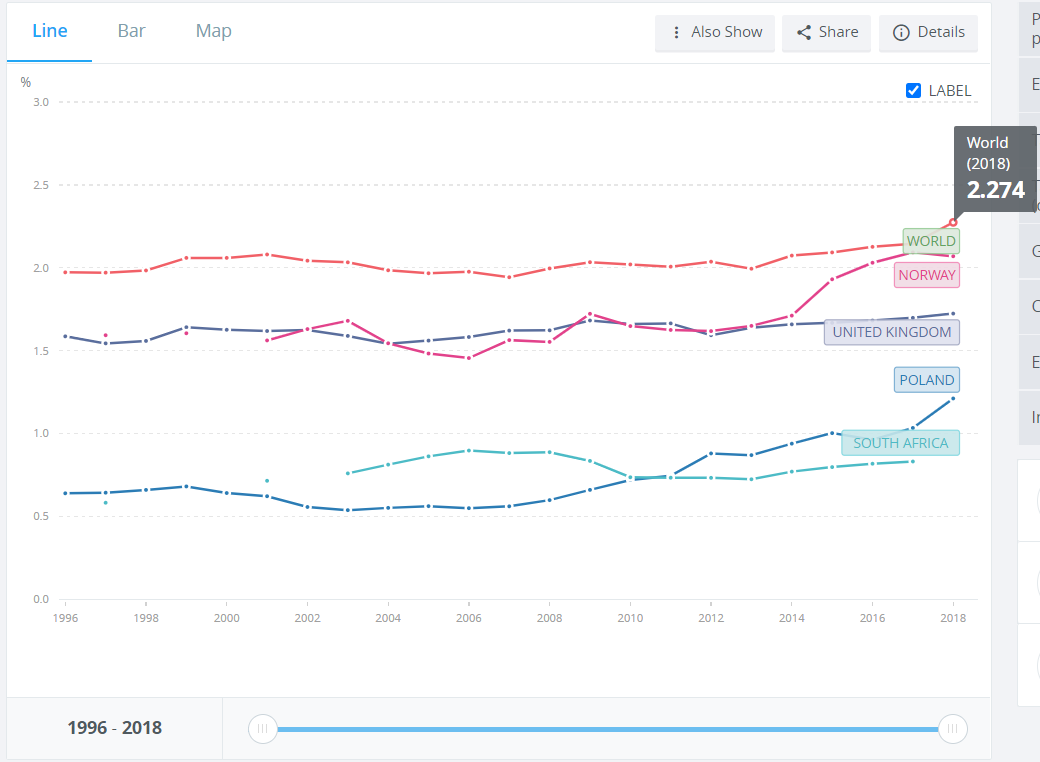 Line
Bar
Map
Also Show
Share
Details
%
LABEL
3.0
World
(2018)
2.274
2.5
WORLD
2.0
NORWAY
UNITED KINGDOM
1.5
POLAND
1.0
SOUTH AFRICA
0.5
0.0
1996 1998 2000 2002 2004 2006 2008 2010 2012 2014 2016 2018
1996 - 2018